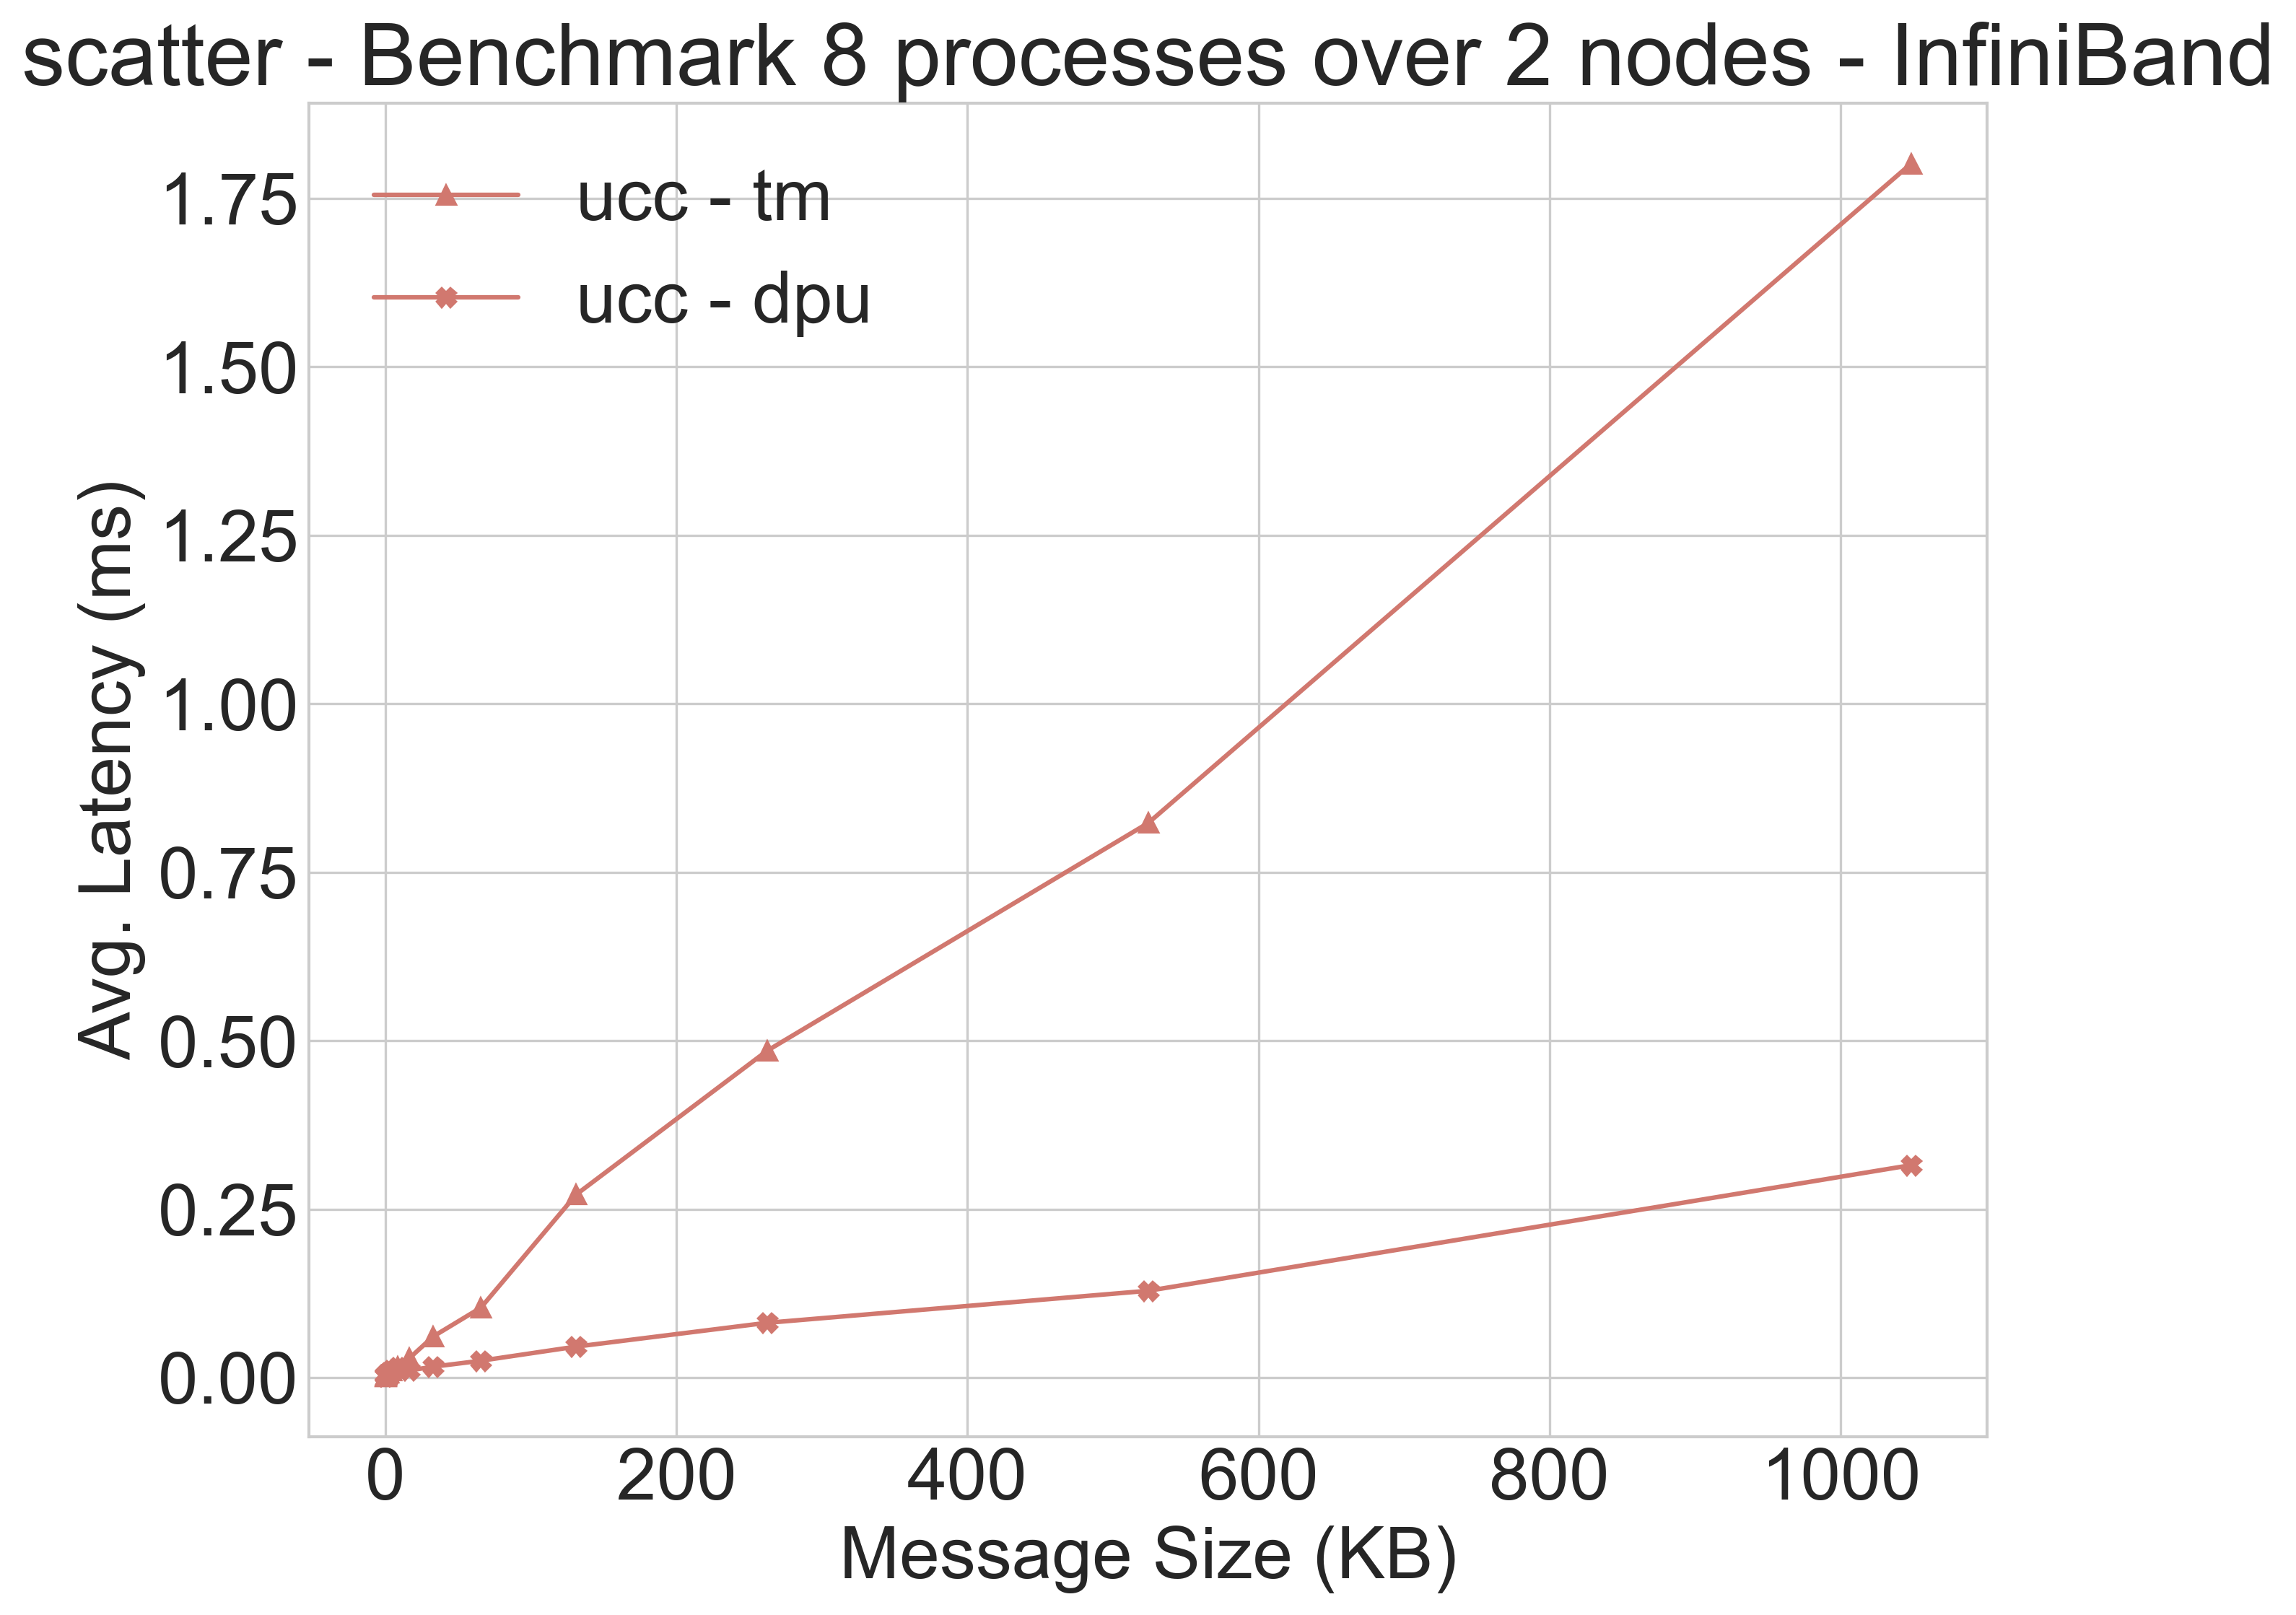 scatter - Benchmark 8 processes over 2 nodes - InfiniBand
ucc - tm
ucc - dpu
Avg. Latency (ms)
1.75
1.50
1.25
1.00
0.75
0.50
0.25
0.00
0 200 400 600 800 1000
Message Size (KB)